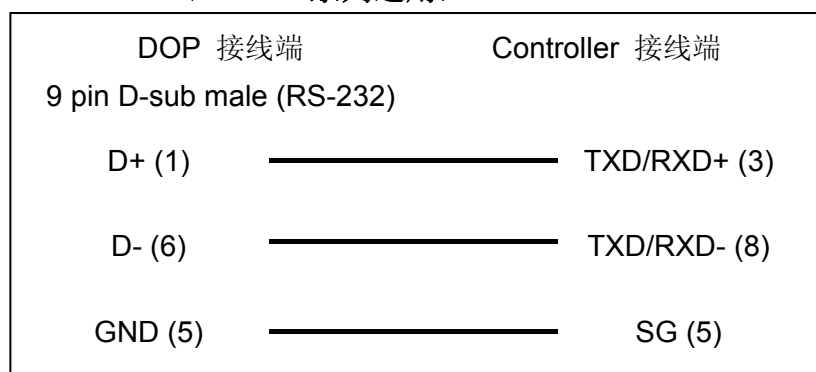 DOP 接线端 Controller 接线端
9 pin D-sub male (RS-232)
D+ (1) TXD/RXD+ (3)
D- (6) TXD/RXD- (8)
GND (5) SG (5)